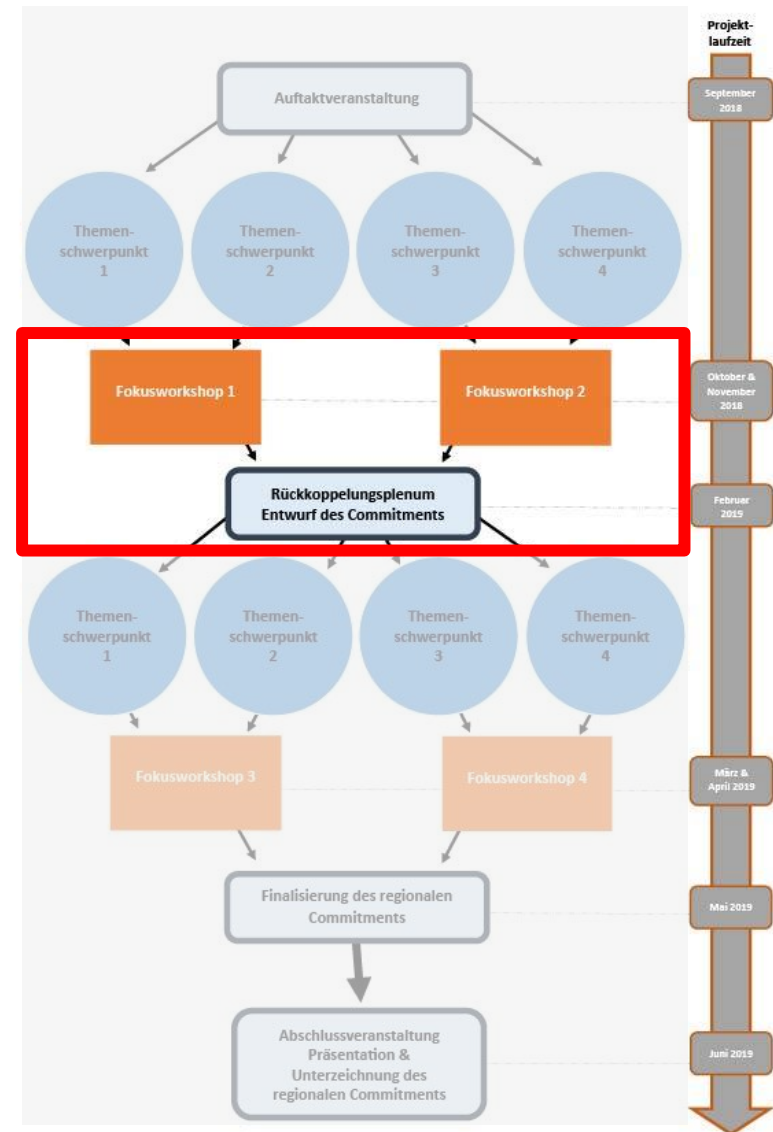 Projekt-
laufzeit
Auftaktveranstaltung
September
2018
Themen-
schwerpunkt
1
Themen-
schwerpunkt
2
Themen-
schwerpunkt
3
Themen-
schwerpunkt
4
Fokusworkshop 1
Fokusworkshop 2
Oktober &
November
2018
Rückkoppelungsplenum
Entwurf des Commitments
Februar
2019
Themen-
schwerpunkt
1
Themen-
schwerpunkt
2
Themen-
schwerpunkt
3
Themen-
schwerpunkt
4
Fokusworkshop 3
Fokusworkshop 4
März &
April 2019
Finalisierung des regionalen
Commitments
Mai 2019
Abschlussveranstaltung
Präsentation &
Unterzeichnung des
regionalen Commitments
Juni 2019